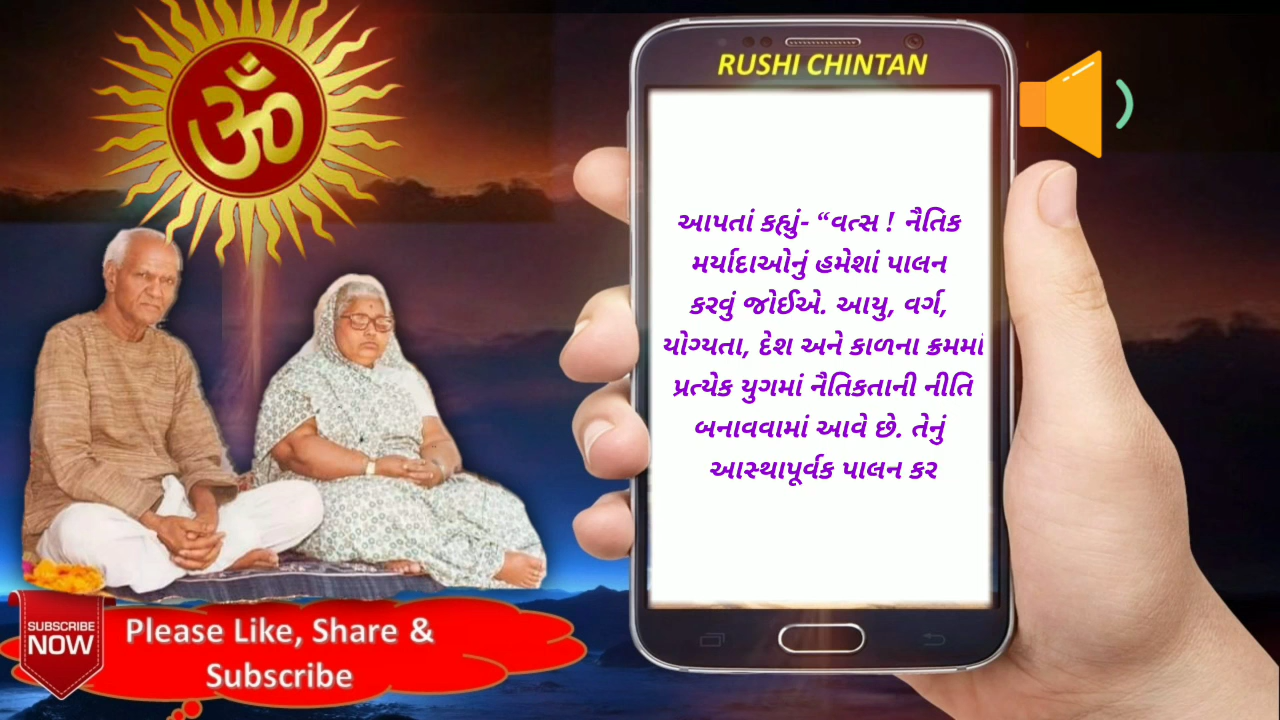 ॐ
RUSHI CHINTAN
આપતાં કહ્યું- “વત્સ ! નૈતિક
મર્યાદાઓનું હમેશાં પાલન
કરવું જોઈએ. આયુ, વર્ગ,
યોગ્યતા, દેશ અને કાળના ક્રમમાં
પ્રત્યેક યુગમાં નૈતિકતાની નીતિ
બનાવવામાં આવે છે. તેનું
આસ્થાપૂર્વક પાલન કર
SUBSCRIBE
NOW
Please Like, Share &
Subscribe